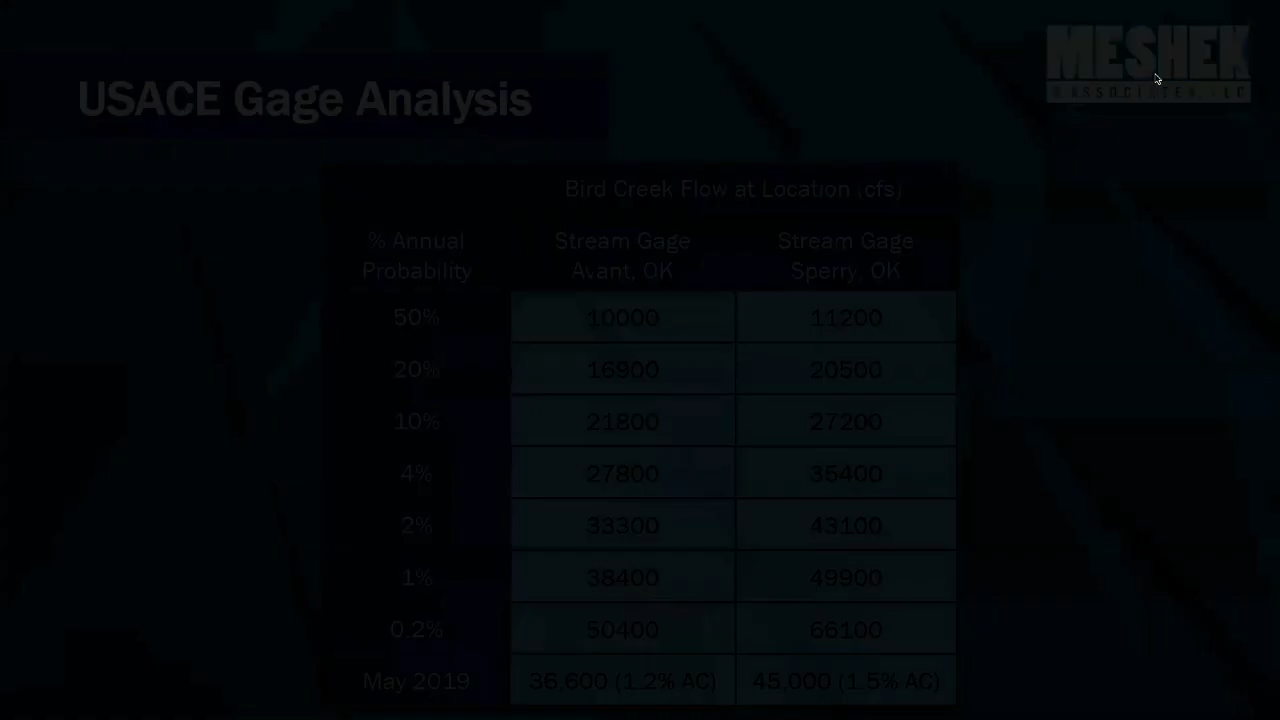 MESHEK
& ASSOCIATES, LLC
USACE Gage Analysis
Bird Creek Flow at Location (cfs)
% Annual Probability
Stream Gage Avant, OK
Stream Gage Sperry, OK
50% 10000 11200
20% 16900 20500
10% 21800 27200
4% 27800 35400
2% 33300 43100
1% 38400 49900
0.2% 50400 66100
May 2019 36,600 (1.2% AC) 45,000 (1.5% AC)